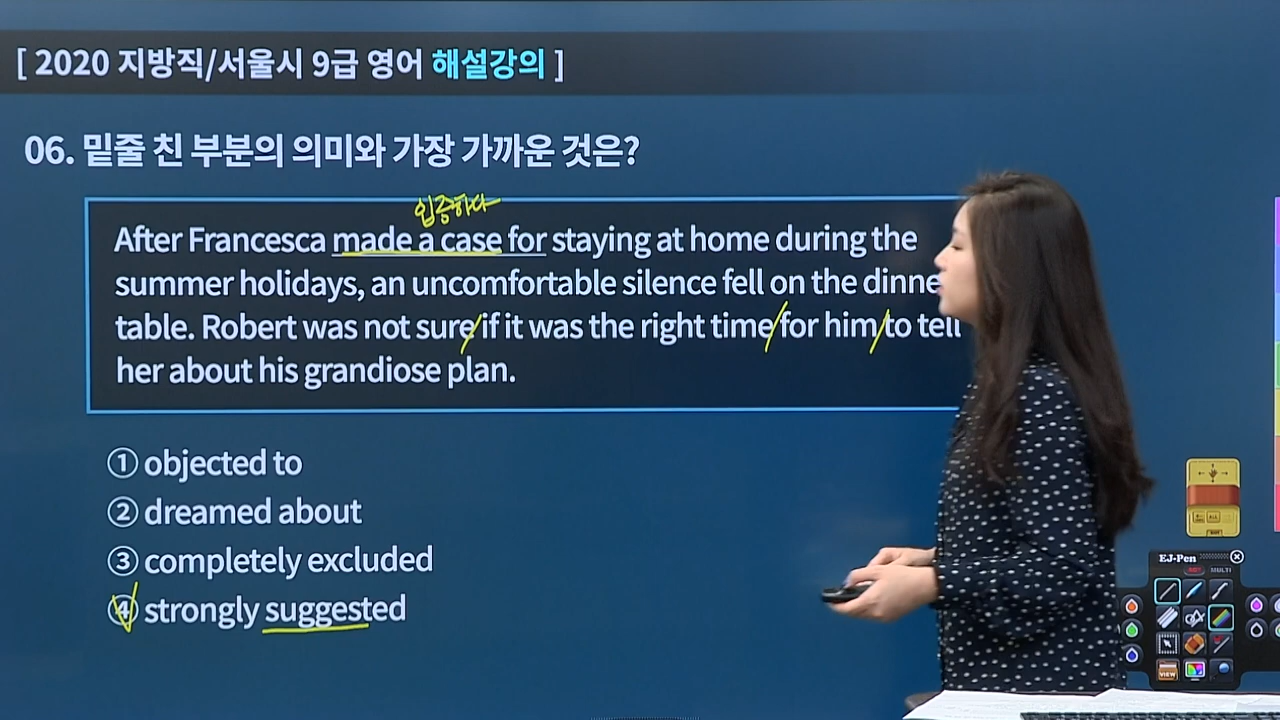 [ 2020 지방직/서울시 9급 영어 해설강의 ]
06. 밑줄 친 부분의 의미와 가장 가까운 것은?
입증하다
After Francesca made a case for staying at home during the
summer holidays, an uncomfortable silence fell on the dinne
table. Robert was not sure/if it was the right time/for him/to tell
her about his grandiose plan.
① objected to
② dreamed about
③ completely excluded
④ strongly suggested
EJ-Pen
MULTI
VIEW